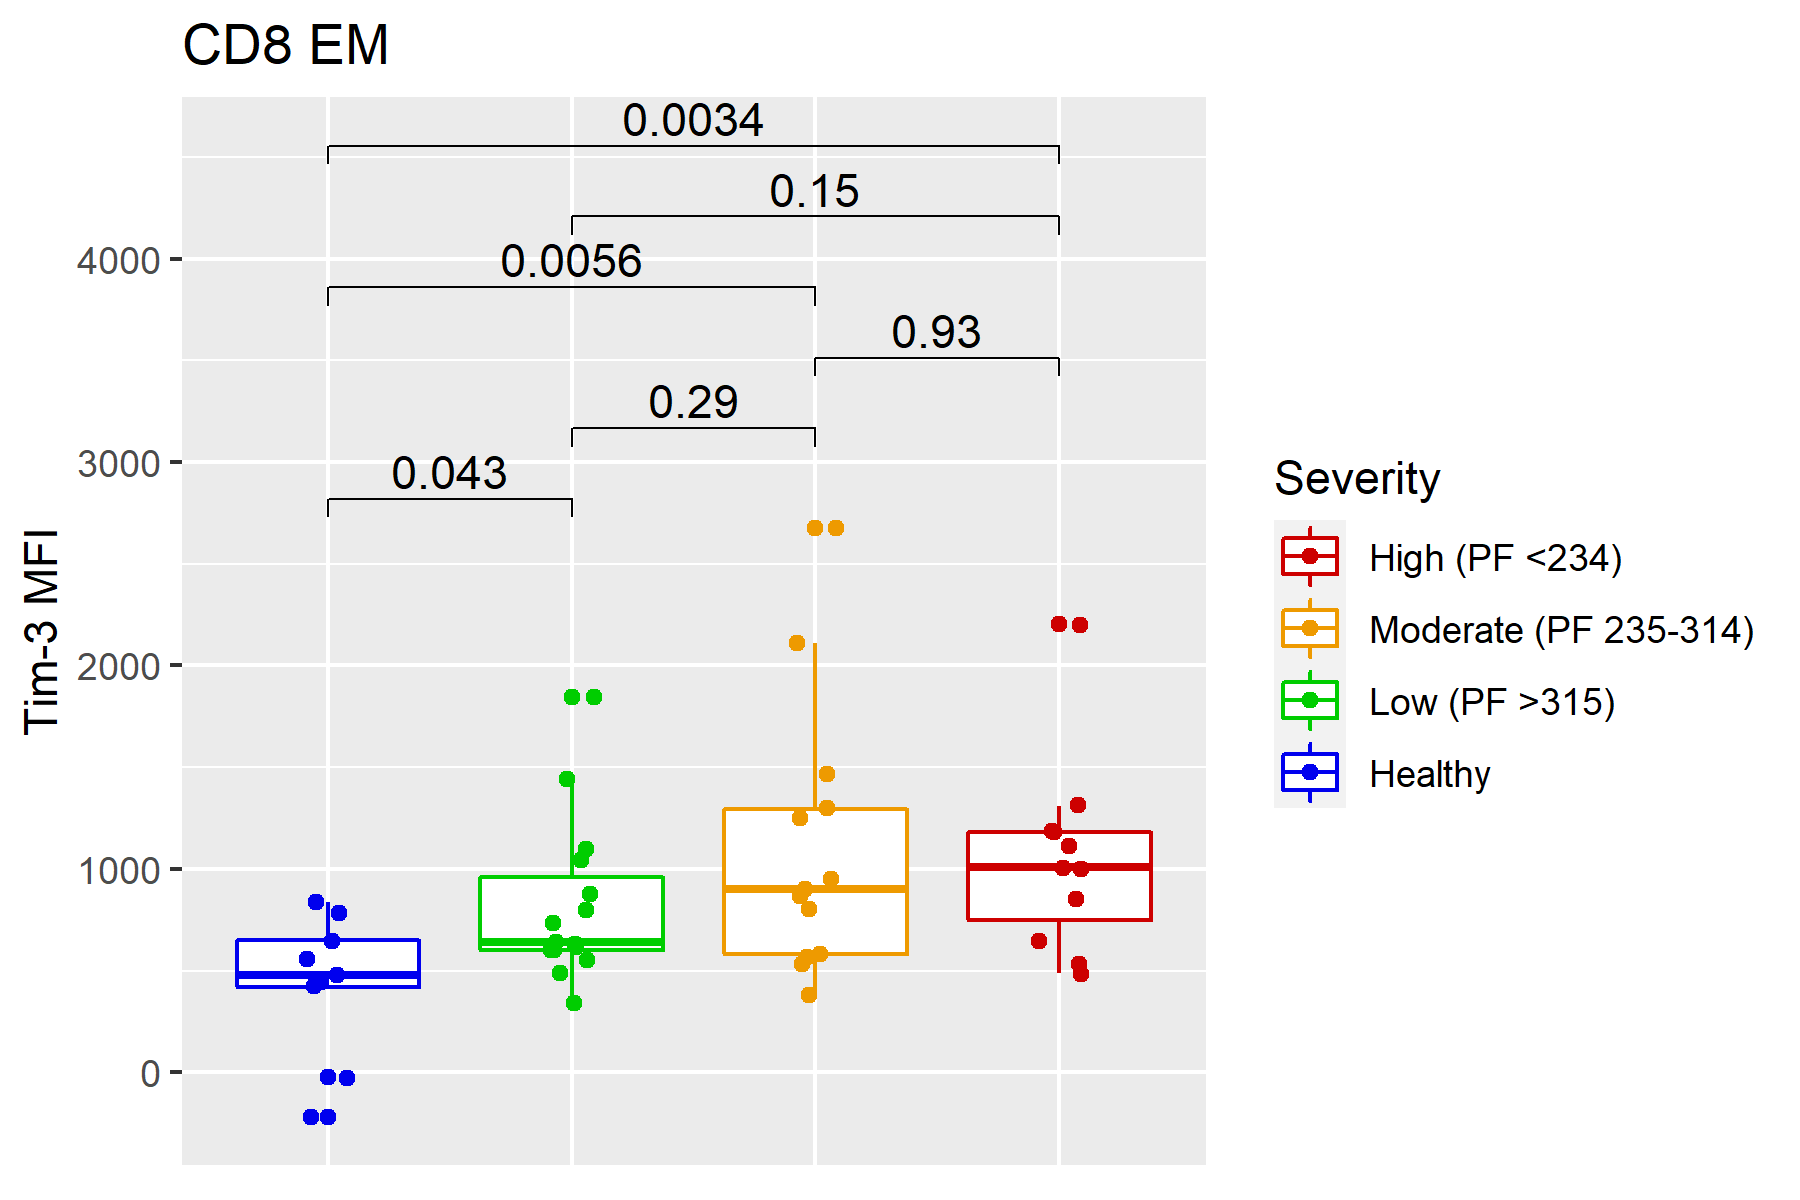 CD8 EM
0.0034
0.15
0.0056
0.93
0.29
0.043
4000
3000
2000
1000
0
Tim-3 MFI
Severity
High (PF <234)
Moderate (PF 235-314)
Low (PF >315)
Healthy